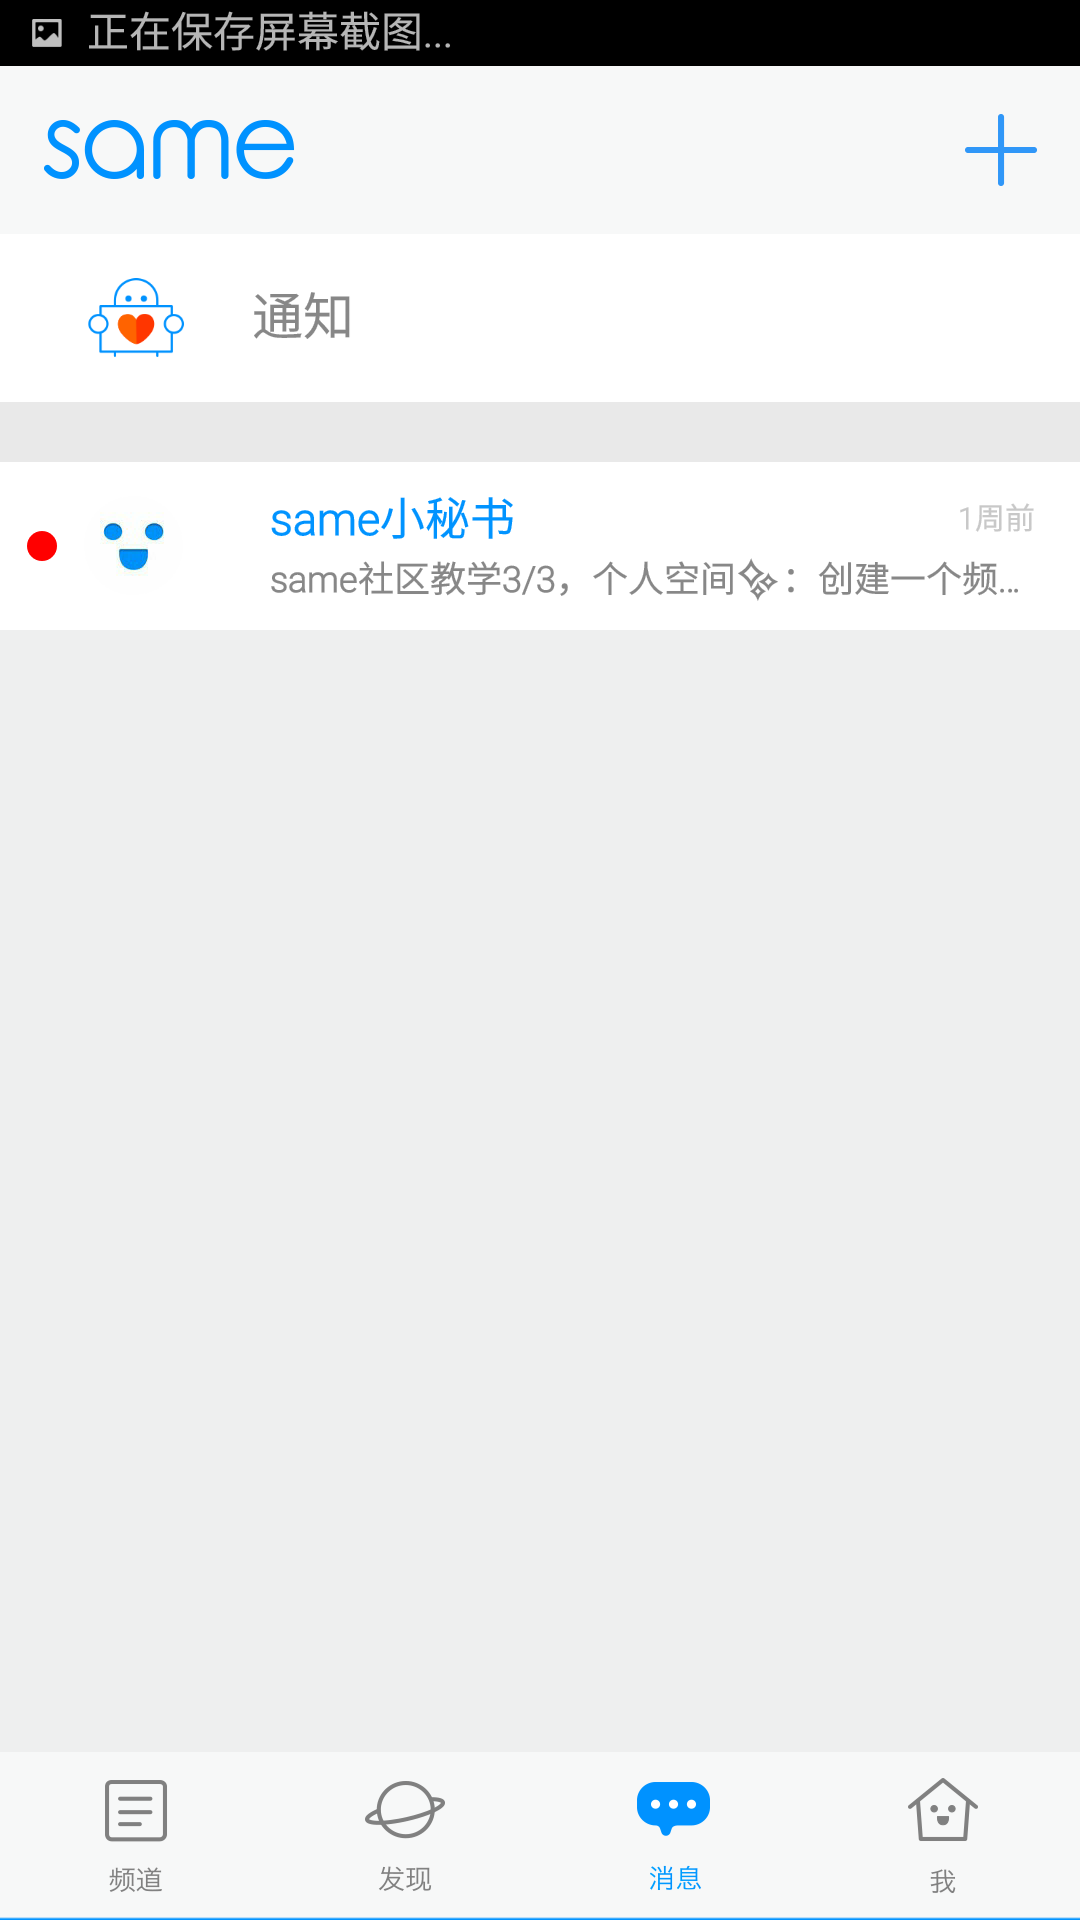 正在保存屏幕截图...
same
通知
same小秘书
1周前
same社区教学3/3，个人空间✨：创建一个频...
频道
发现
消息
我